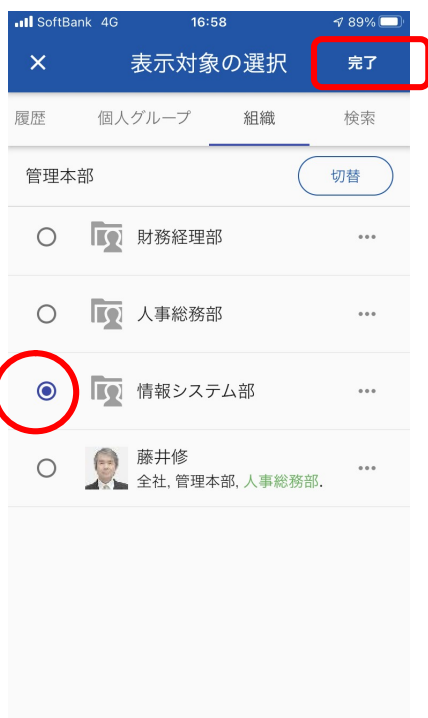 SoftBank 4G 16:58 89%
× 表示対象の選択 完了
履歴 個人グループ 組織 検索
管理本部 切替
財務経理部 ...
人事総務部 ...
情報システム部 ...
藤井修
全社, 管理本部, 人事総務部. ...